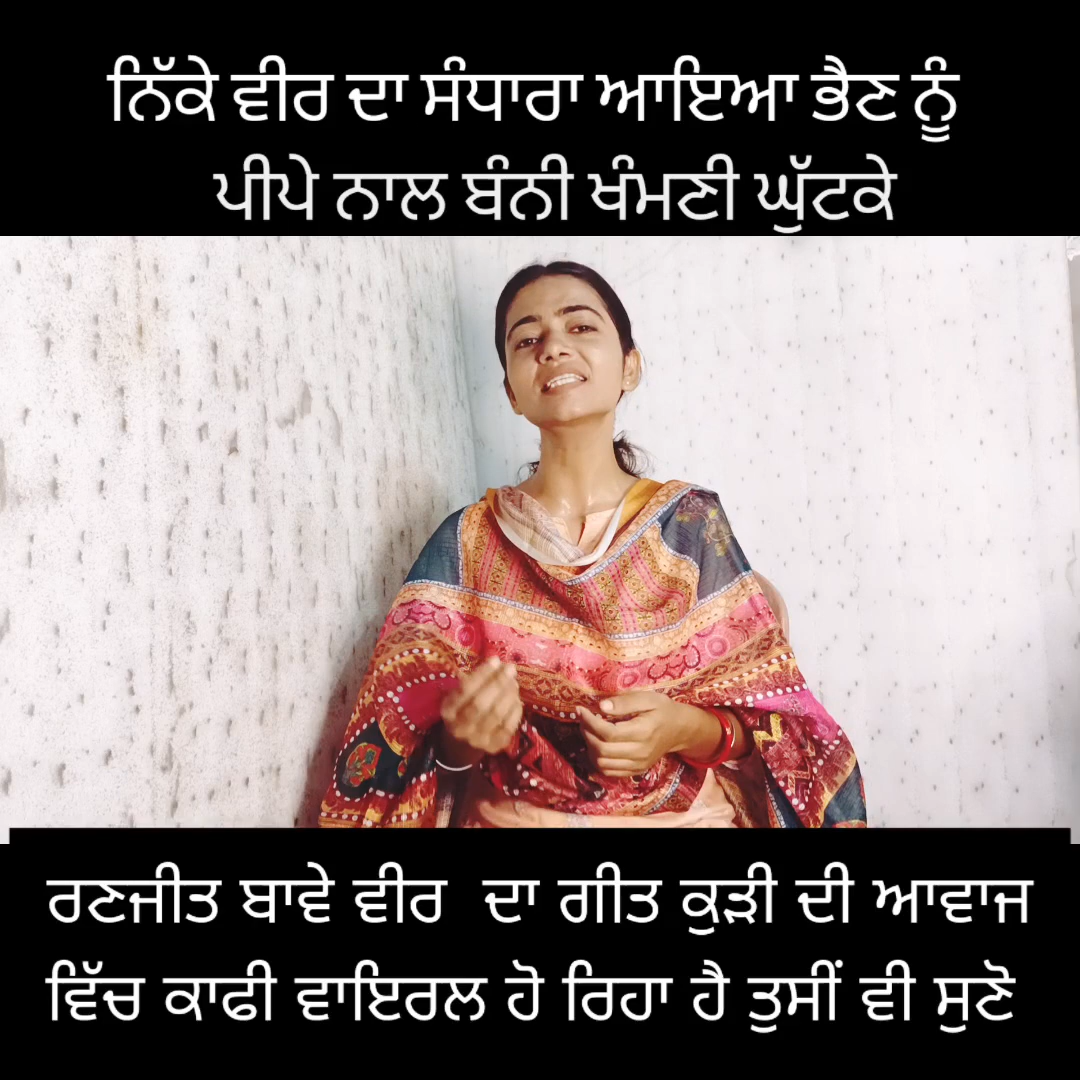 ਨਿੱਕੇ ਵੀਰ ਦਾ ਸੰਧਾਰਾ ਆਇਆ ਭੈਣ ਨੂੰ
ਪੀਪੇ ਨਾਲ ਬੰਨੀ ਖੰਮਣੀ ਘੁੱਟਕੇ
ਰਣਜੀਤ ਬਾਵੇ ਵੀਰ ਦਾ ਗੀਤ ਕੁੜੀ ਦੀ ਆਵਾਜ
ਵਿੱਚ ਕਾਫੀ ਵਾਇਰਲ ਹੋ ਰਿਹਾ ਹੈ ਤੁਸੀਂ ਵੀ ਸੁਣੋ